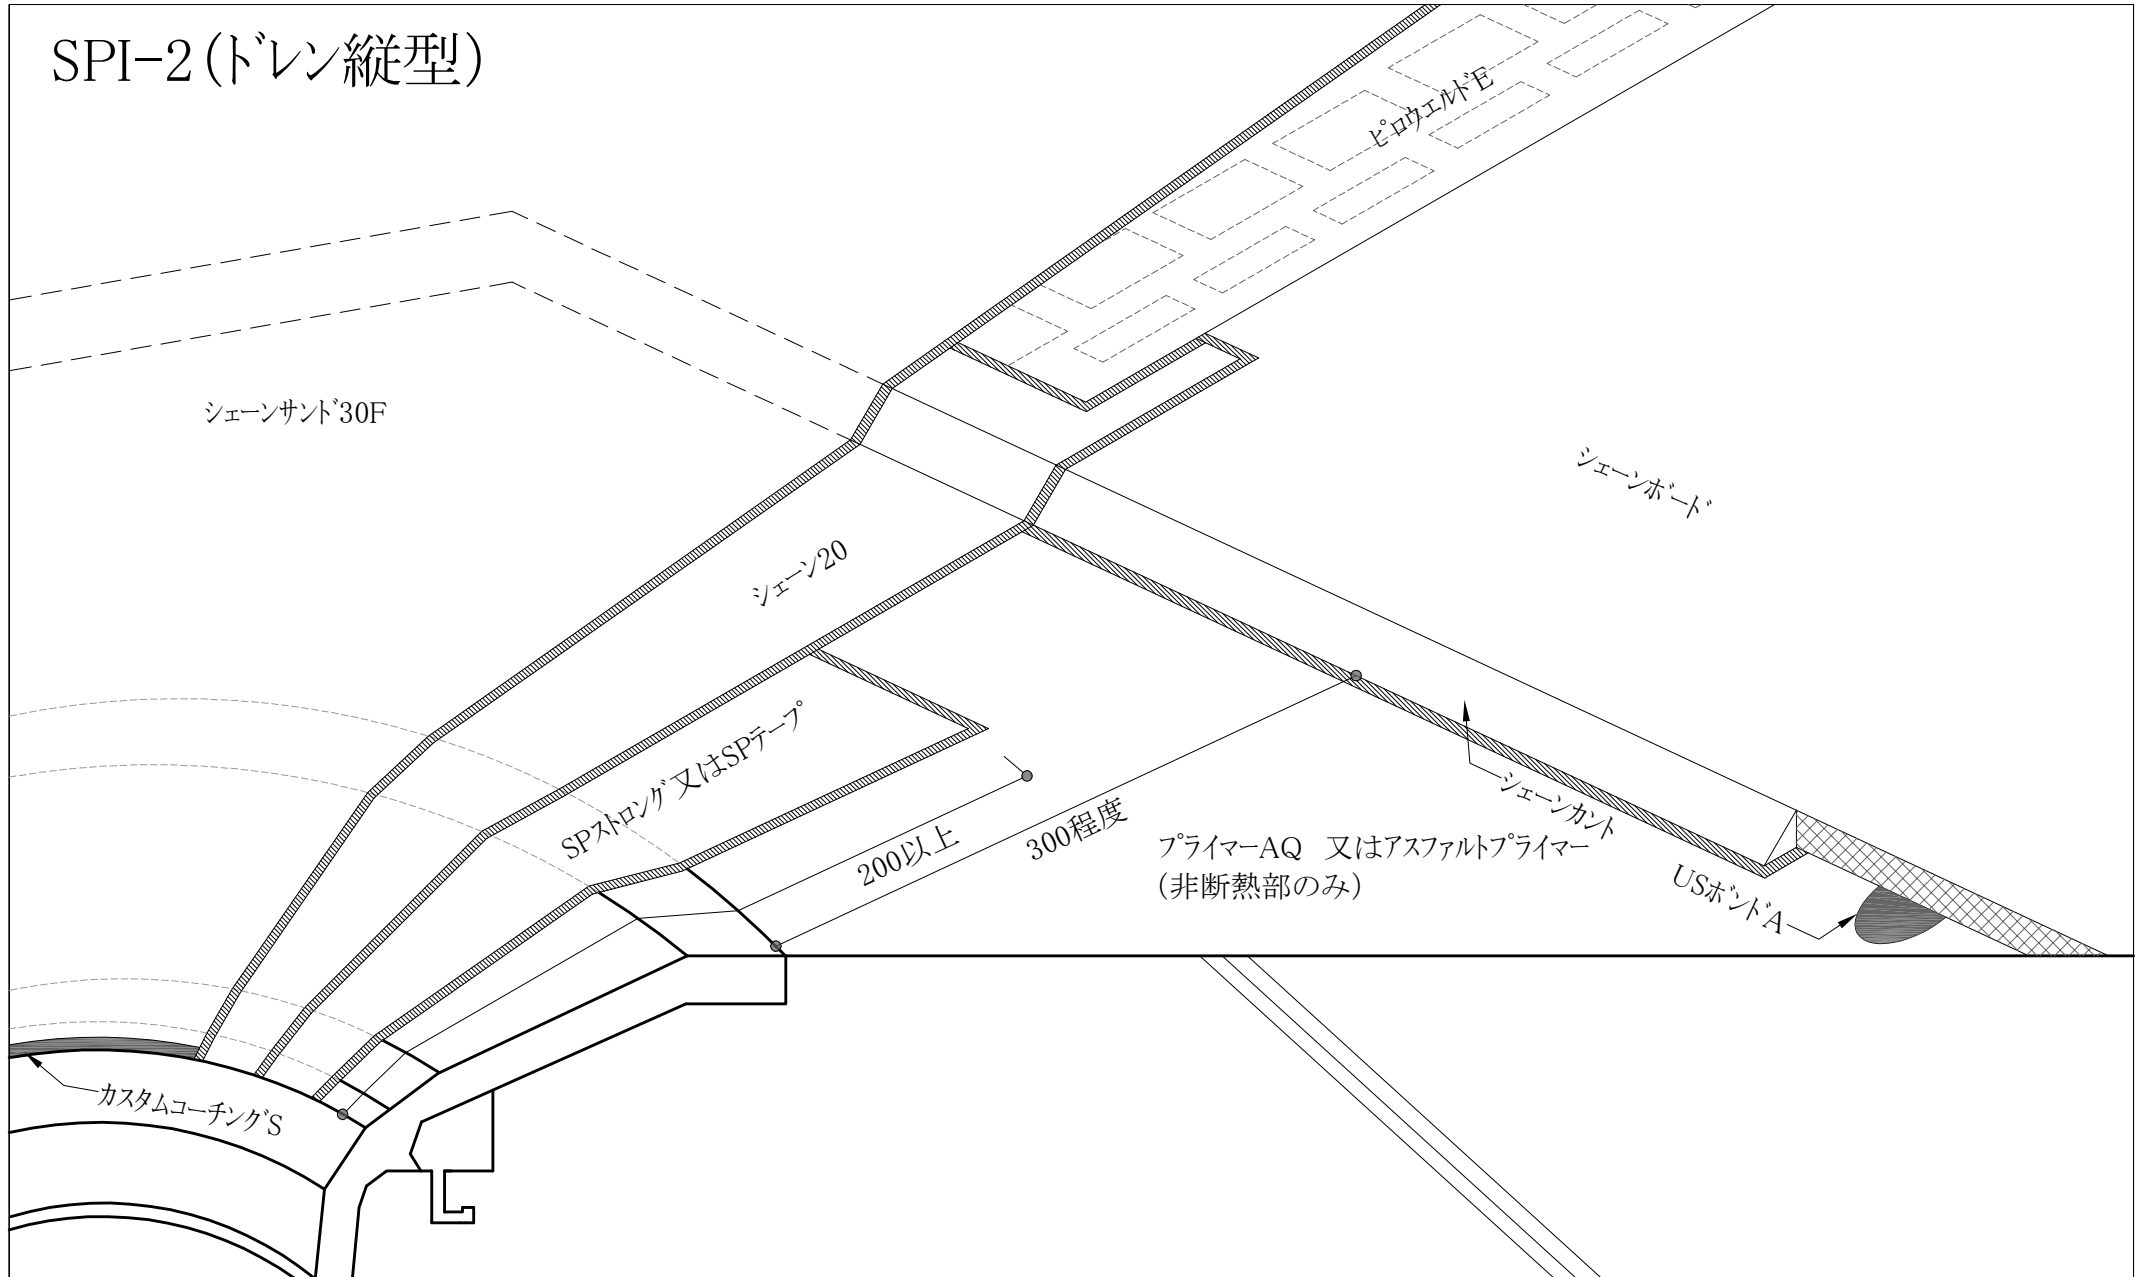 SPI-2(ドレン縦型)
ピロウェルドE
シェーンサンド30F
シェーンボード
シェーン20
SPストロング又はSPテープ
シェーンカント
200以上
300程度
プライマーAQ　又はアスファルトプライマー
(非断熱部のみ)
USボンドA
カスタムコーチングS